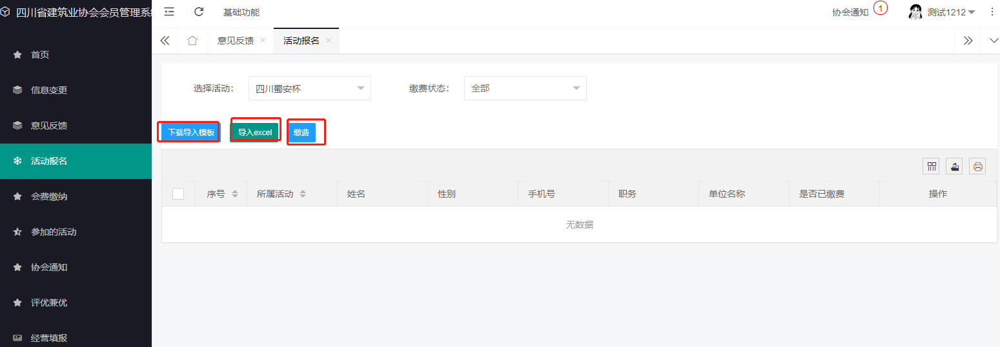 四川省建筑业协会会员管理系
基础功能
协会通知 1
测试1212
首页
信息变更
意见反馈
活动报名
会费缴纳
参加的活动
协会通知
评优兼优
经营填报
意见反馈
活动报名
选择活动: 四川蜀安杯 缴费状态: 全部
下载导入模板 导入excel 缴费
序号 所属活动 姓名 性别 手机号 职务 单位名称 是否已缴费 操作
无数据